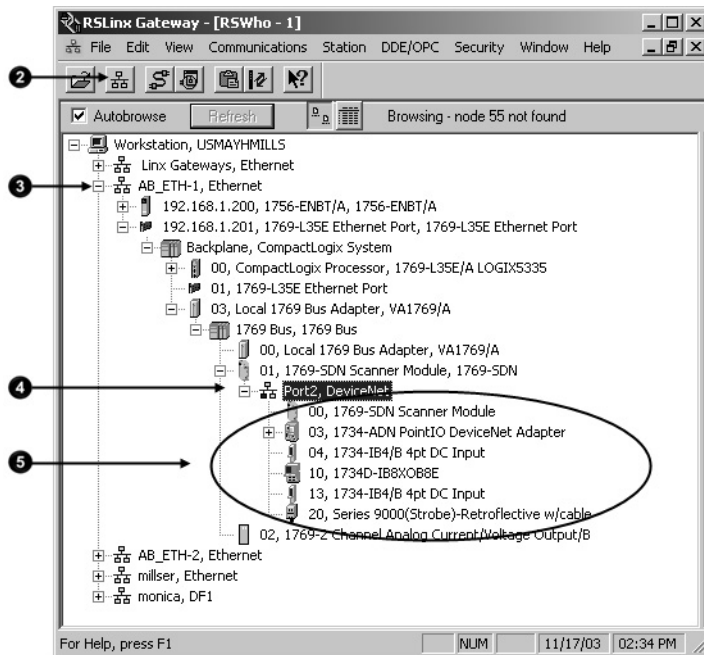 RSLinx Gateway - [RSWho - 1]
File Edit View Communications Station DDE/OPC Security Window Help
2
Autobrowse Refresh Browsing - node 55 not found
Workstation, USMAYHMILLS
Linx Gateways, Ethernet
3
AB_ETH-1, Ethernet
192.168.1.200, 1756-ENBT/A, 1756-ENBT/A
192.168.1.201, 1769-L35E Ethernet Port, 1769-L35E Ethernet Port
Backplane, CompactLogix System
00, CompactLogix Processor, 1769-L35E/A LOGIX5335
01, 1769-L35E Ethernet Port
03, Local 1769 Bus Adapter, VA1769/A
1769 Bus, 1769 Bus
00, Local 1769 Bus Adapter, VA1769/A
01, 1769-SDN Scanner Module, 1769-SDN
4
Port2, DeviceNet
00, 1769-SDN Scanner Module
03, 1734-ADN PointIO DeviceNet Adapter
04, 1734-IB4/B 4pt DC Input
5
10, 1734D-IB8XOB8E
13, 1734-IB4/B 4pt DC Input
20, Series 9000(Strobe)-Retroflective w/cable
02, 1769-2 Channel Analog Current/Voltage Output/B
AB_ETH-2, Ethernet
millser, Ethernet
monica, DF1
For Help, press F1 NUM 11/17/03 02:34 PM